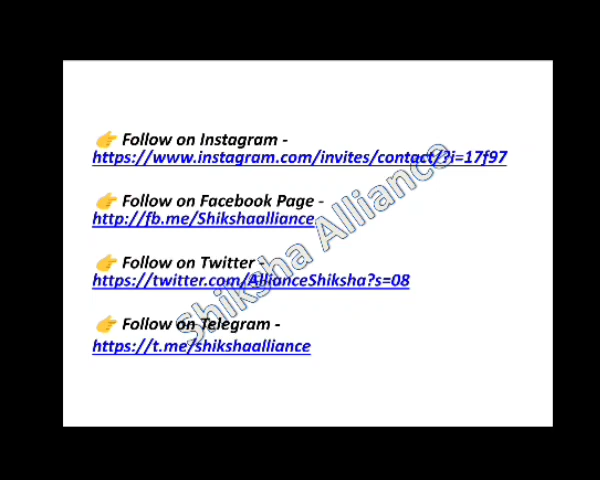 👉 Follow on Instagram -
https://www.instagram.com/invites/contact/?i=17f97
👉 Follow on Facebook Page -
http://fb.me/Shikshaalliance
👉 Follow on Twitter -
https://twitter.com/AllianceShiksha?s=08
👉 Follow on Telegram -
https://t.me/shikshaalliance
Shiksha Alliance